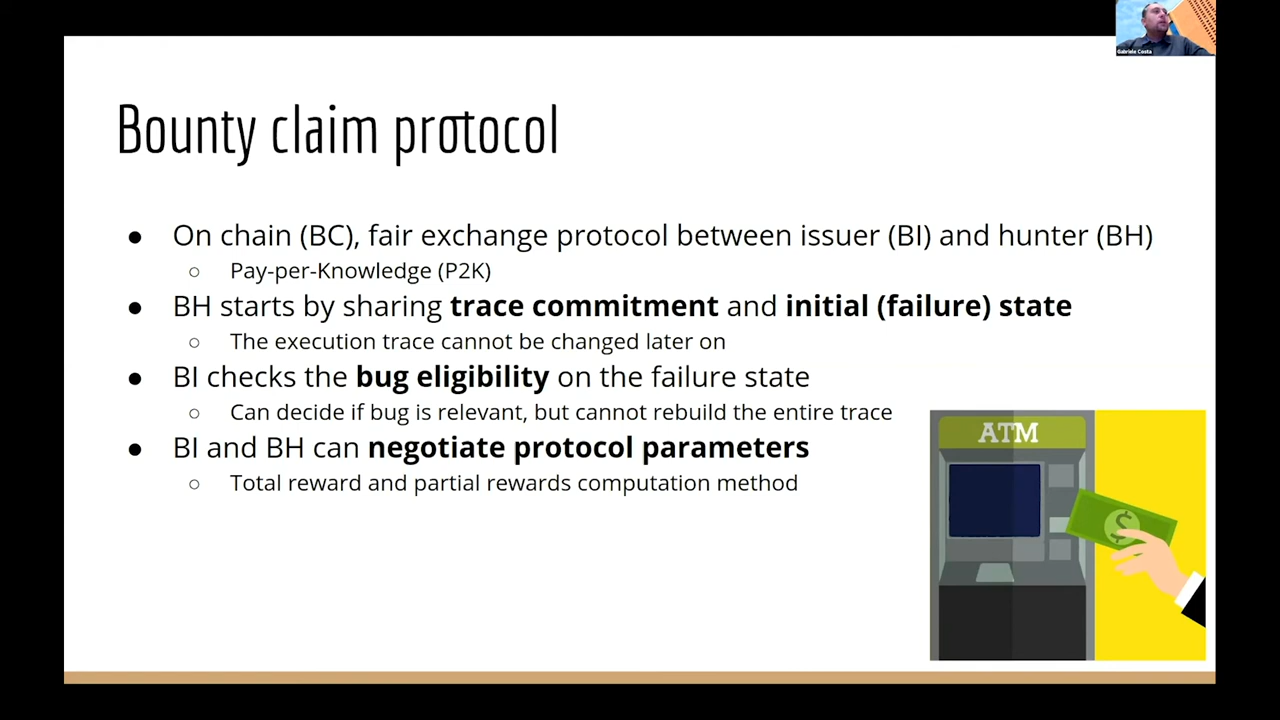 Gabriele Costa
Bounty claim protocol
● On chain (BC), fair exchange protocol between issuer (BI) and hunter (BH)
○ Pay-per-Knowledge (P2K)
● BH starts by sharing trace commitment and initial (failure) state
○ The execution trace cannot be changed later on
● BI checks the bug eligibility on the failure state
○ Can decide if bug is relevant, but cannot rebuild the entire trace
● BI and BH can negotiate protocol parameters
○ Total reward and partial rewards computation method
ATM
$